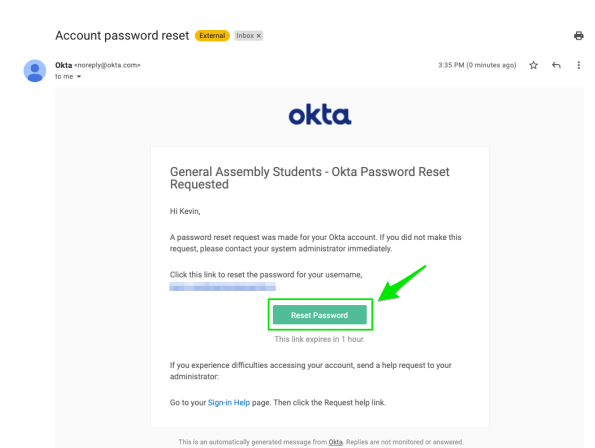 Account password reset External Inbox ×
Okta <noreply@okta.com> 3:35 PM (0 minutes ago)
to me
okta
General Assembly Students - Okta Password Reset
Requested
Hi Kevin,
A password reset request was made for your Okta account. If you did not make this
request, please contact your system administrator immediately.
Click this link to reset the password for your username,
Reset Password
This link expires in 1 hour.
If you experience difficulties accessing your account, send a help request to your
administrator:
Go to your Sign-in Help page. Then click the Request help link.
This is an automatically generated message from Okta. Replies are not monitored or answered.